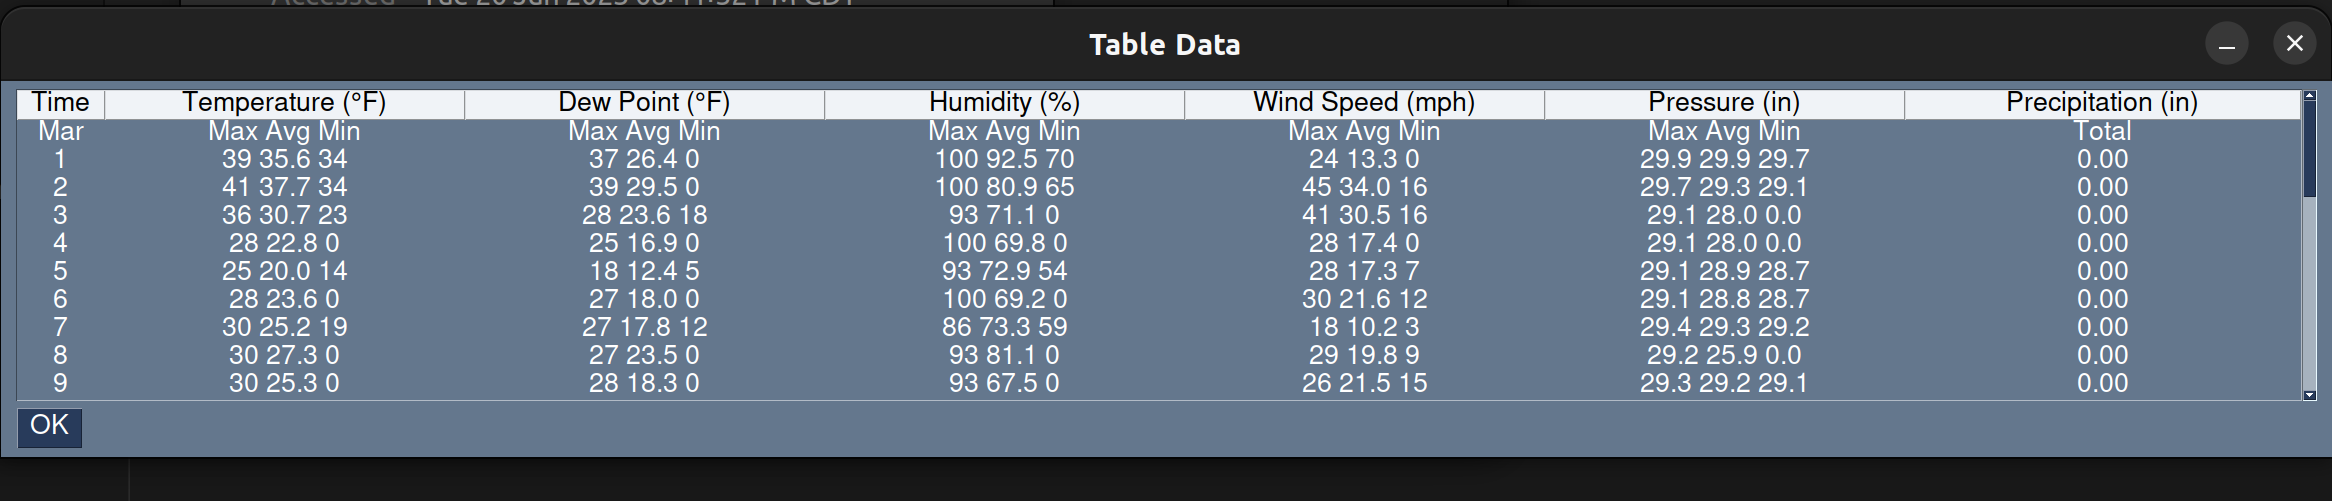 Table Data
Time Temperature (°F) Dew Point (°F) Humidity (%) Wind Speed (mph) Pressure (in) Precipitation (in)
Mar Max Avg Min Max Avg Min Max Avg Min Max Avg Min Max Avg Min Total
1 39 35.6 34 37 26.4 0 100 92.5 70 24 13.3 0 29.9 29.9 29.7 0.00
2 41 37.7 34 39 29.5 0 100 80.9 65 45 34.0 16 29.7 29.3 29.1 0.00
3 36 30.7 23 28 23.6 18 93 71.1 0 41 30.5 16 29.1 28.0 0.0 0.00
4 28 22.8 0 25 16.9 0 100 69.8 0 28 17.4 0 29.1 28.0 0.0 0.00
5 25 20.0 14 18 12.4 5 93 72.9 54 28 17.3 7 29.1 28.9 28.7 0.00
6 28 23.6 0 27 18.0 0 100 69.2 0 30 21.6 12 29.1 28.8 28.7 0.00
7 30 25.2 19 27 17.8 12 86 73.3 59 18 10.2 3 29.4 29.3 29.2 0.00
8 30 27.3 0 27 23.5 0 93 81.1 0 29 19.8 9 29.2 25.9 0.0 0.00
9 30 25.3 0 28 18.3 0 93 67.5 0 26 21.5 15 29.3 29.2 29.1 0.00
OK